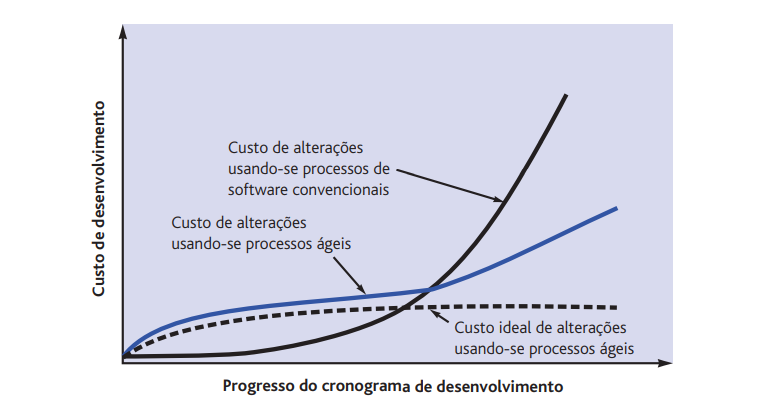 Custo de desenvolvimento
Custo de alterações
usando-se processos de
software convencionais
Custo de alterações
usando-se processos ágeis
Custo ideal de alterações
usando-se processos ágeis
Progresso do cronograma de desenvolvimento